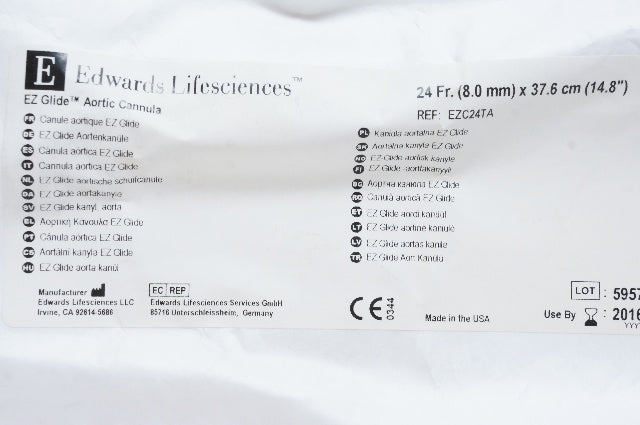 E Edwards Lifesciences™
EZ Glide™ Aortic Cannula
24 Fr. (8.0 mm) x 37.6 cm (14.8")
REF: EZC24TA
FR Canule aortique EZ Glide
DE EZ Glide Aortenkanüle
ES Cánula aórtica EZ Glide
IT Cannula aortica EZ Glide
NL EZ Glide aortische schuifcanule
DA EZ Glide aortakanyle
SV EZ Glide kanyl, aorta
EL Αορτική Κάνουλα EZ Glide
PT Cânula aórtica EZ Glide
CS Aortální kanyla EZ Glide
HU EZ Glide aorta kanül
PL Kaniula aortalna EZ Glide
SK Aortálna kanyla EZ Glide
NO EZ Glide-aortisk kanyle
FI EZ Glide -aorttakanyyli
BG Аортна канюла EZ Glide
RO Canulă aortică EZ Glide
ET EZ Glide aordi kanüül
LT EZ Glide aortinė kaniulė
LV EZ Glide aortas kanile
TR EZ Glide Aort Kanülü
Manufacturer
Edwards Lifesciences LLC
Irvine, CA 92614-5686
EC REP
Edwards Lifesciences Services GmbH
85716 Unterschleissheim, Germany
CE 0344
Made in the USA
LOT : 5957
Use By : 2016
YYY